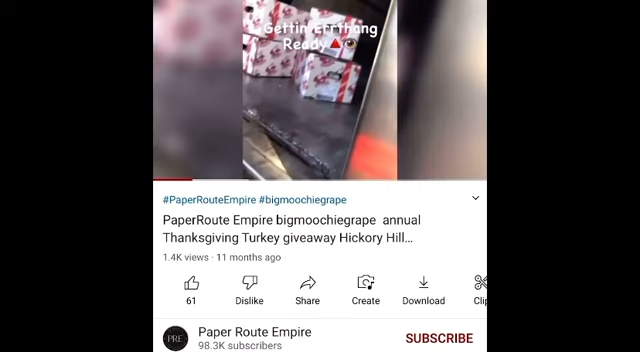 Gettin Errthang
Ready🔺👁
#PaperRouteEmpire #bigmoochiegrape
PaperRoute Empire bigmoochiegrape annual
Thanksgiving Turkey giveaway Hickory Hill...
1.4K views · 11 months ago
61
Dislike
Share
Create
Download
Clip
PRE
Paper Route Empire
98.3K subscribers
SUBSCRIBE